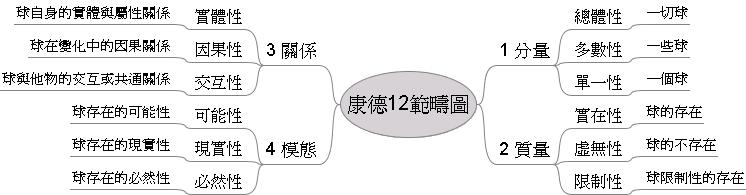 康德12範疇圖
1 分量
總體性 一切球
多數性 一些球
單一性 一個球
2 質量
實在性 球的存在
虛無性 球的不存在
限制性 球限制性的存在
3 關係
實體性 球自身的實體與屬性關係
因果性 球在變化中的因果關係
交互性 球與他物的交互或共通關係
4 模態
可能性 球存在的可能性
現實性 球存在的現實性
必然性 球存在的必然性